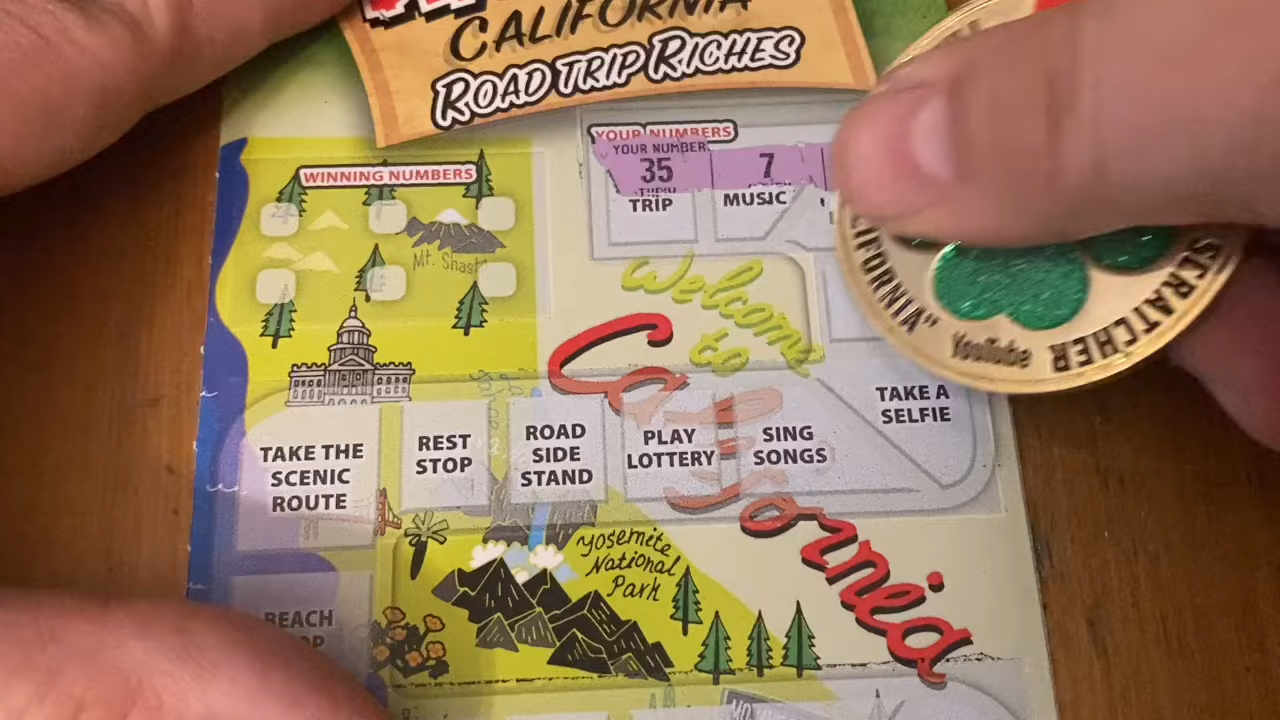 CALIFORNIA
ROAD TRIP RICHES
YOUR NUMBERS
YOUR NUMBER
35
7
TRIP
MUSIC
WINNING NUMBERS
Mt. Shast
Welcome
to
California
TAKE A
SELFIE
TAKE THE
SCENIC
ROUTE
REST
STOP
ROAD
SIDE
STAND
PLAY
LOTTERY
SING
SONGS
Yosemite
National
Park
BEACH
IFORNIA"
YouTube
SCRATCHER